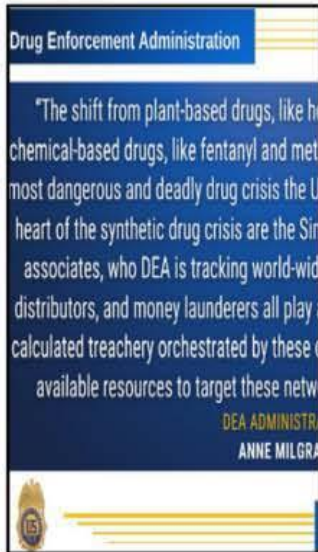 Drug Enforcement Administration
"The shift from plant-based drugs, like he
chemical-based drugs, like fentanyl and met
most dangerous and deadly drug crisis the U
heart of the synthetic drug crisis are the Sin
associates, who DEA is tracking world-wid
distributors, and money launderers all play a
calculated treachery orchestrated by these c
available resources to target these netw
DEA ADMINISTRA
ANNE MILGRA
US